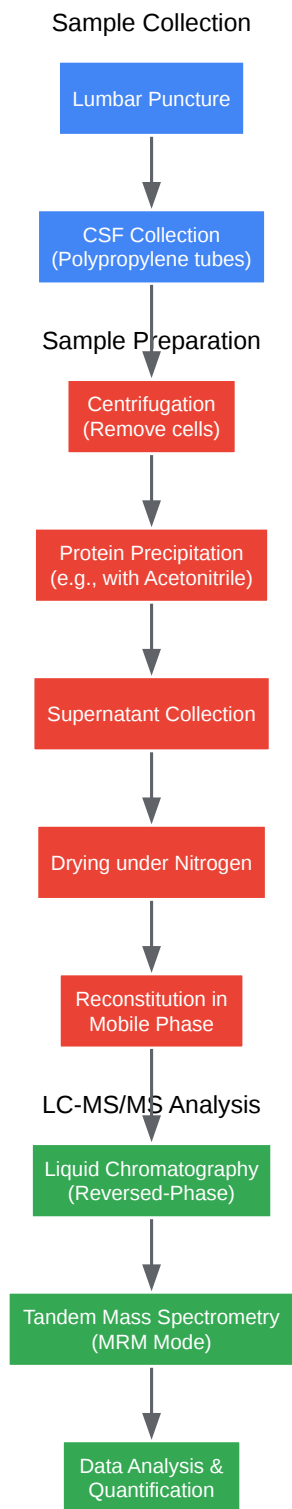 Sample Collection
Lumbar Puncture
CSF Collection
(Polypropylene tubes)
Sample Preparation
Centrifugation
(Remove cells)
Protein Precipitation
(e.g., with Acetonitrile)
Supernatant Collection
Drying under Nitrogen
Reconstitution in
Mobile Phase
LC-MS/MS Analysis
Liquid Chromatography
(Reversed-Phase)
Tandem Mass Spectrometry
(MRM Mode)
Data Analysis &
Quantification